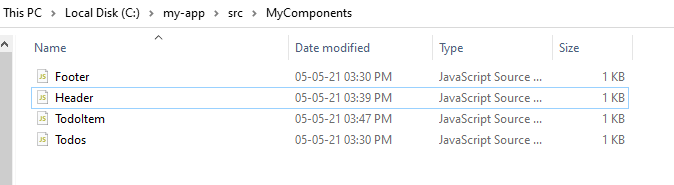 This PC > Local Disk (C:) > my-app > src > MyComponents
Name Date modified Type Size
Footer 05-05-21 03:30 PM JavaScript Source ... 1 KB
Header 05-05-21 03:39 PM JavaScript Source ... 1 KB
TodoItem 05-05-21 03:47 PM JavaScript Source ... 1 KB
Todos 05-05-21 03:30 PM JavaScript Source ... 1 KB